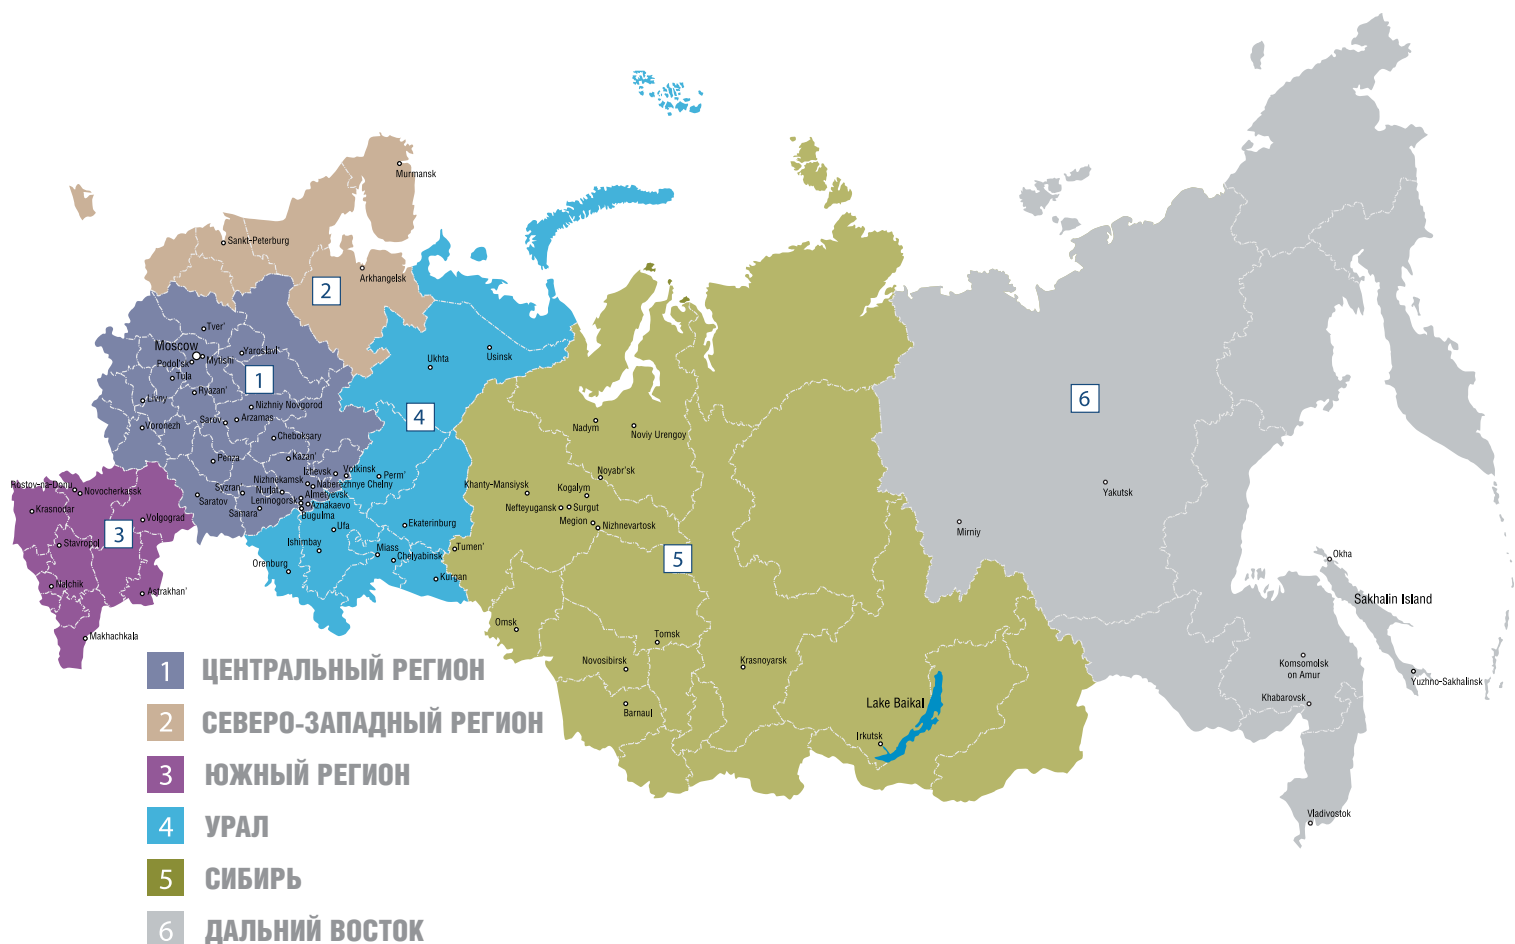 Murmansk
Sankt-Peterburg
Arkhangelsk
2
Tver'
Moscow
Mytishi
Yaroslavl'
Podol'sk
Tula
1
Ryazan'
Livny
Nizhniy Novgorod
Sarov
Arzamas
Voronezh
Cheboksary
Penza
Kazan'
Izhevsk
Votkinsk
Nizhnekamsk
Naberezhnye Chelny
Nurlat
Almetyevsk
Syzran'
Leninogorsk
Aznakaevo
Saratov
Samara
Bugulma
Ukhta
Usinsk
4
Perm'
Ufa
Ekaterinburg
Ishimbay
Miass
Chelyabinsk
Orenburg
Kurgan
Tumen'
Rostov-na-Donu
Novocherkassk
Krasnodar
Volgograd
3
Stavropol
Nalchik
Astrakhan'
Makhachkala
Nadym
Noviy Urengoy
Noyabr'sk
Khanty-Mansiysk
Kogalym
Nefteyugansk
Surgut
Megion
Nizhnevartosk
5
Omsk
Tomsk
Novosibirsk
Krasnoyarsk
Barnaul
Lake Baikal
Irkutsk
6
Yakutsk
Mirniy
Okha
Sakhalin Island
Komsomolsk
on Amur
Yuzhno-Sakhalinsk
Khabarovsk
Vladivostok
1 ЦЕНТРАЛЬНЫЙ РЕГИОН
2 СЕВЕРО-ЗАПАДНЫЙ РЕГИОН
3 ЮЖНЫЙ РЕГИОН
4 УРАЛ
5 СИБИРЬ
6 ДАЛЬНИЙ ВОСТОК